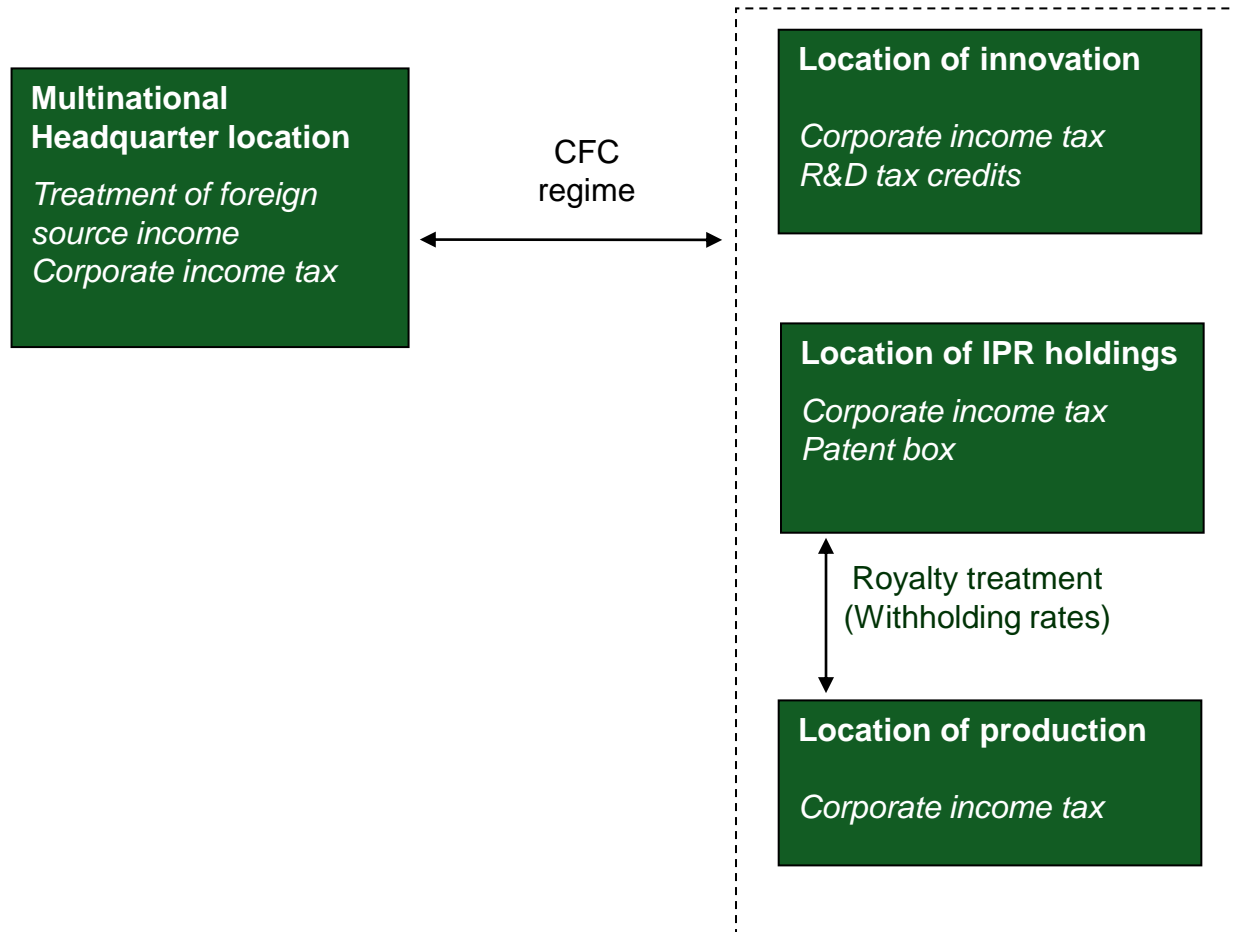 Multinational
Headquarter location
Treatment of foreign
source income
Corporate income tax
CFC
regime
Location of innovation
Corporate income tax
R&D tax credits
Location of IPR holdings
Corporate income tax
Patent box
Royalty treatment
(Withholding rates)
Location of production
Corporate income tax